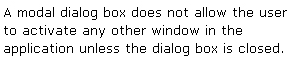 A modal dialog box does not allow the user
to activate any other window in the
application unless the dialog box is closed.